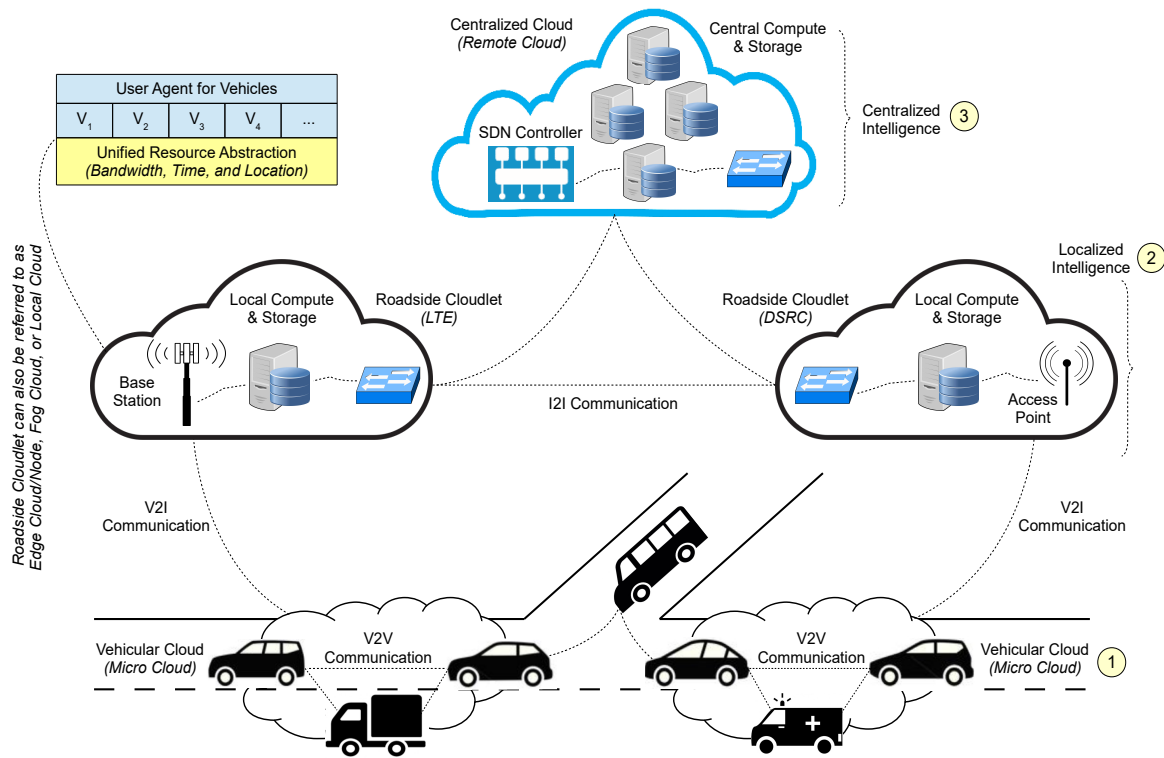 Centralized Cloud
(Remote Cloud)
Central Compute
& Storage
User Agent for Vehicles
V1 V2 V3 V4 ...
Unified Resource Abstraction
(Bandwidth, Time, and Location)
SDN Controller
Centralized
Intelligence
3
Localized
Intelligence
2
Roadside Cloudlet can also be referred to as
Edge Cloud/Node, Fog Cloud, or Local Cloud
Local Compute
& Storage
Roadside Cloudlet
(LTE)
Base
Station
Roadside Cloudlet
(DSRC)
Local Compute
& Storage
Access
Point
I2I Communication
V2I
Communication
V2I
Communication
Vehicular Cloud
(Micro Cloud)
V2V
Communication
V2V
Communication
Vehicular Cloud
(Micro Cloud)
1